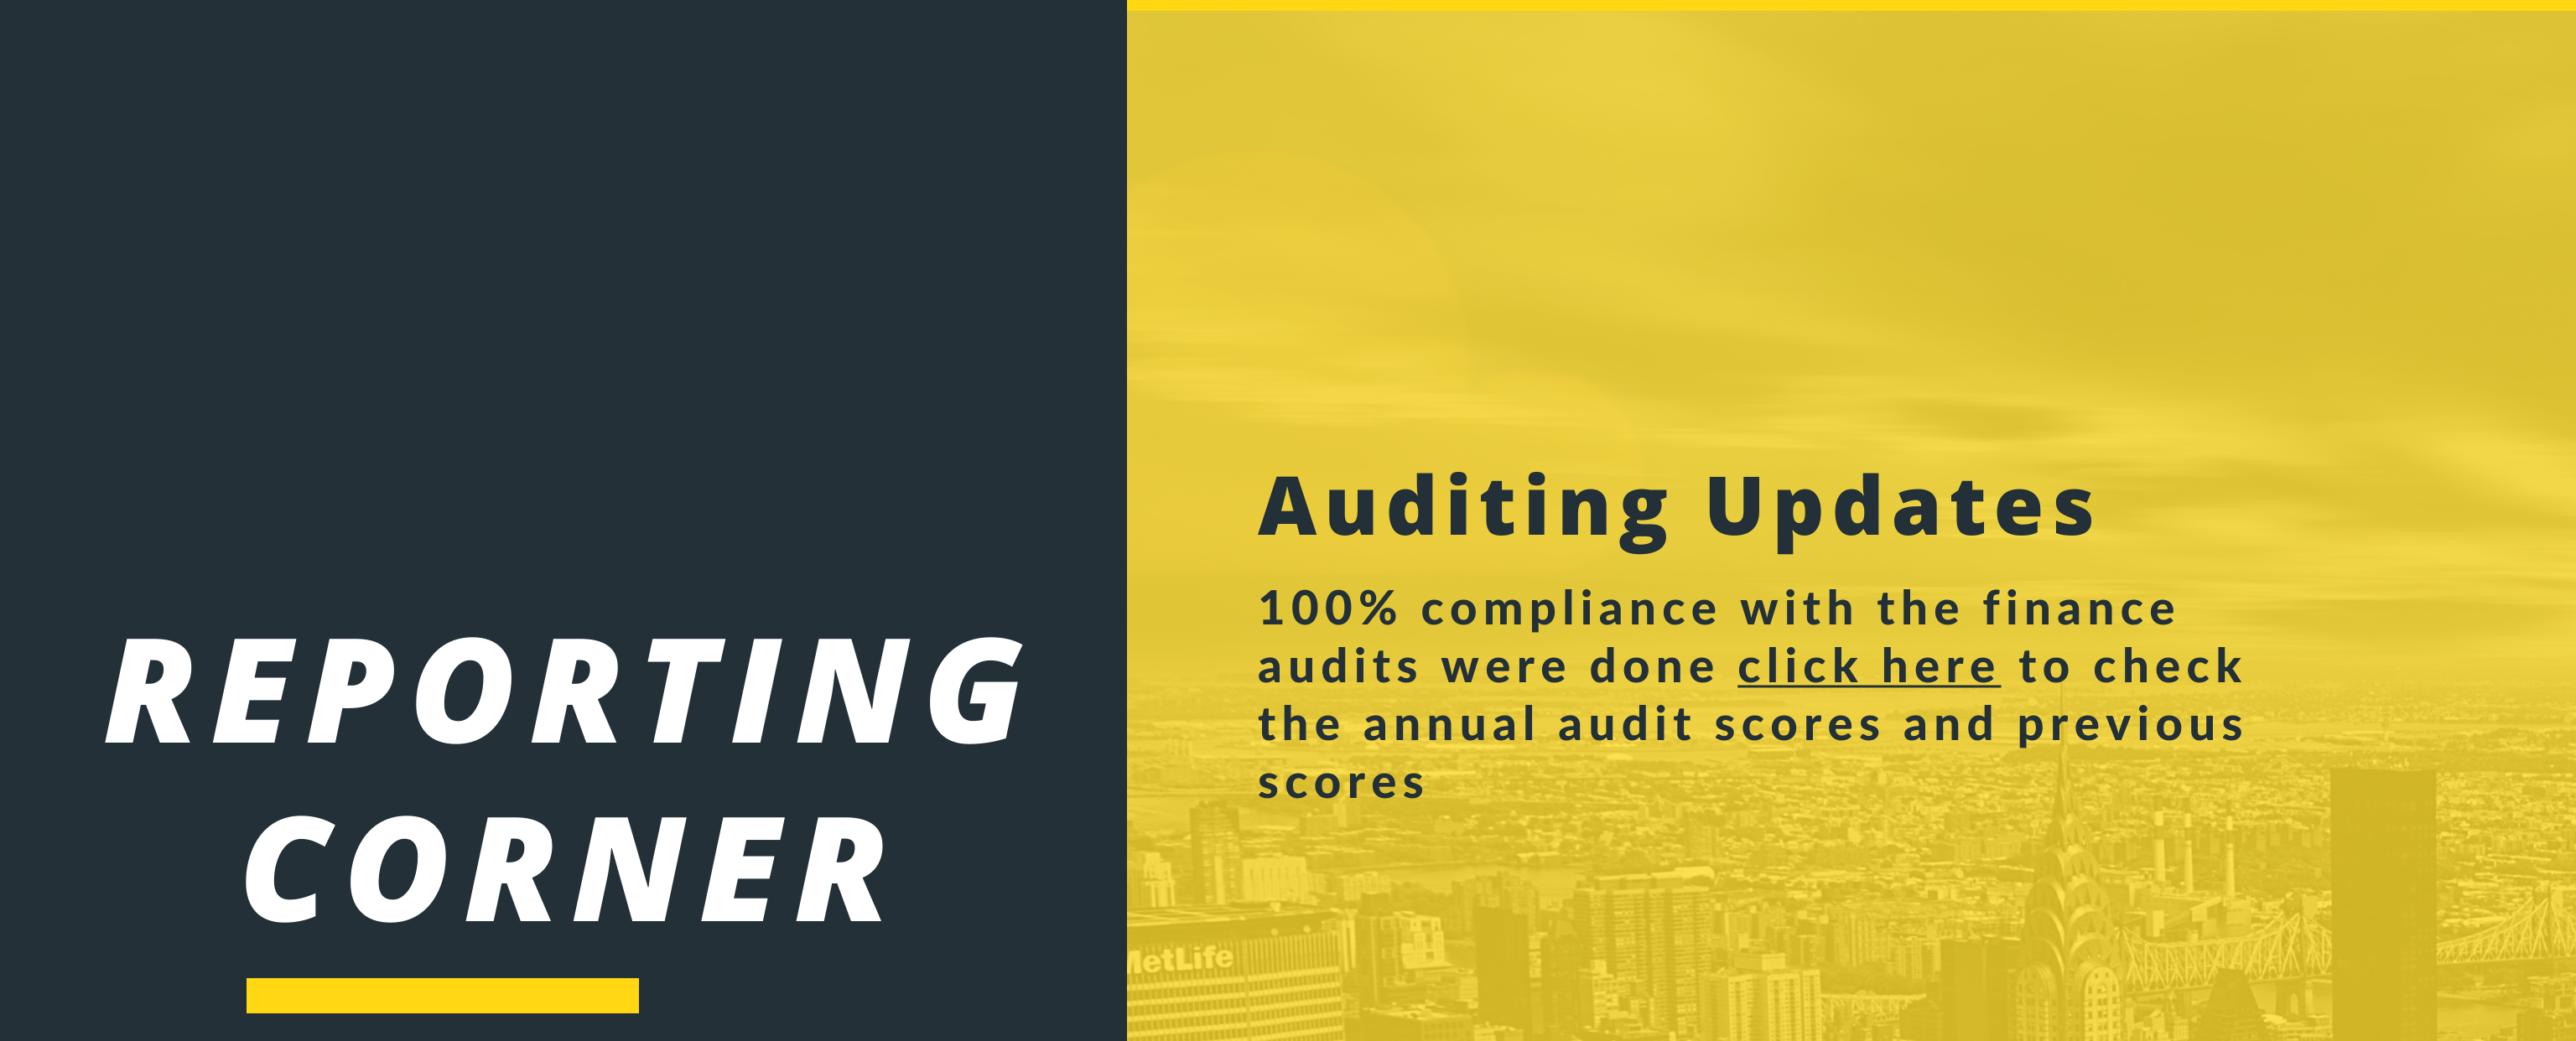 REPORTING
CORNER
Auditing Updates
100% compliance with the finance
audits were done click here to check
the annual audit scores and previous
scores
MetLife